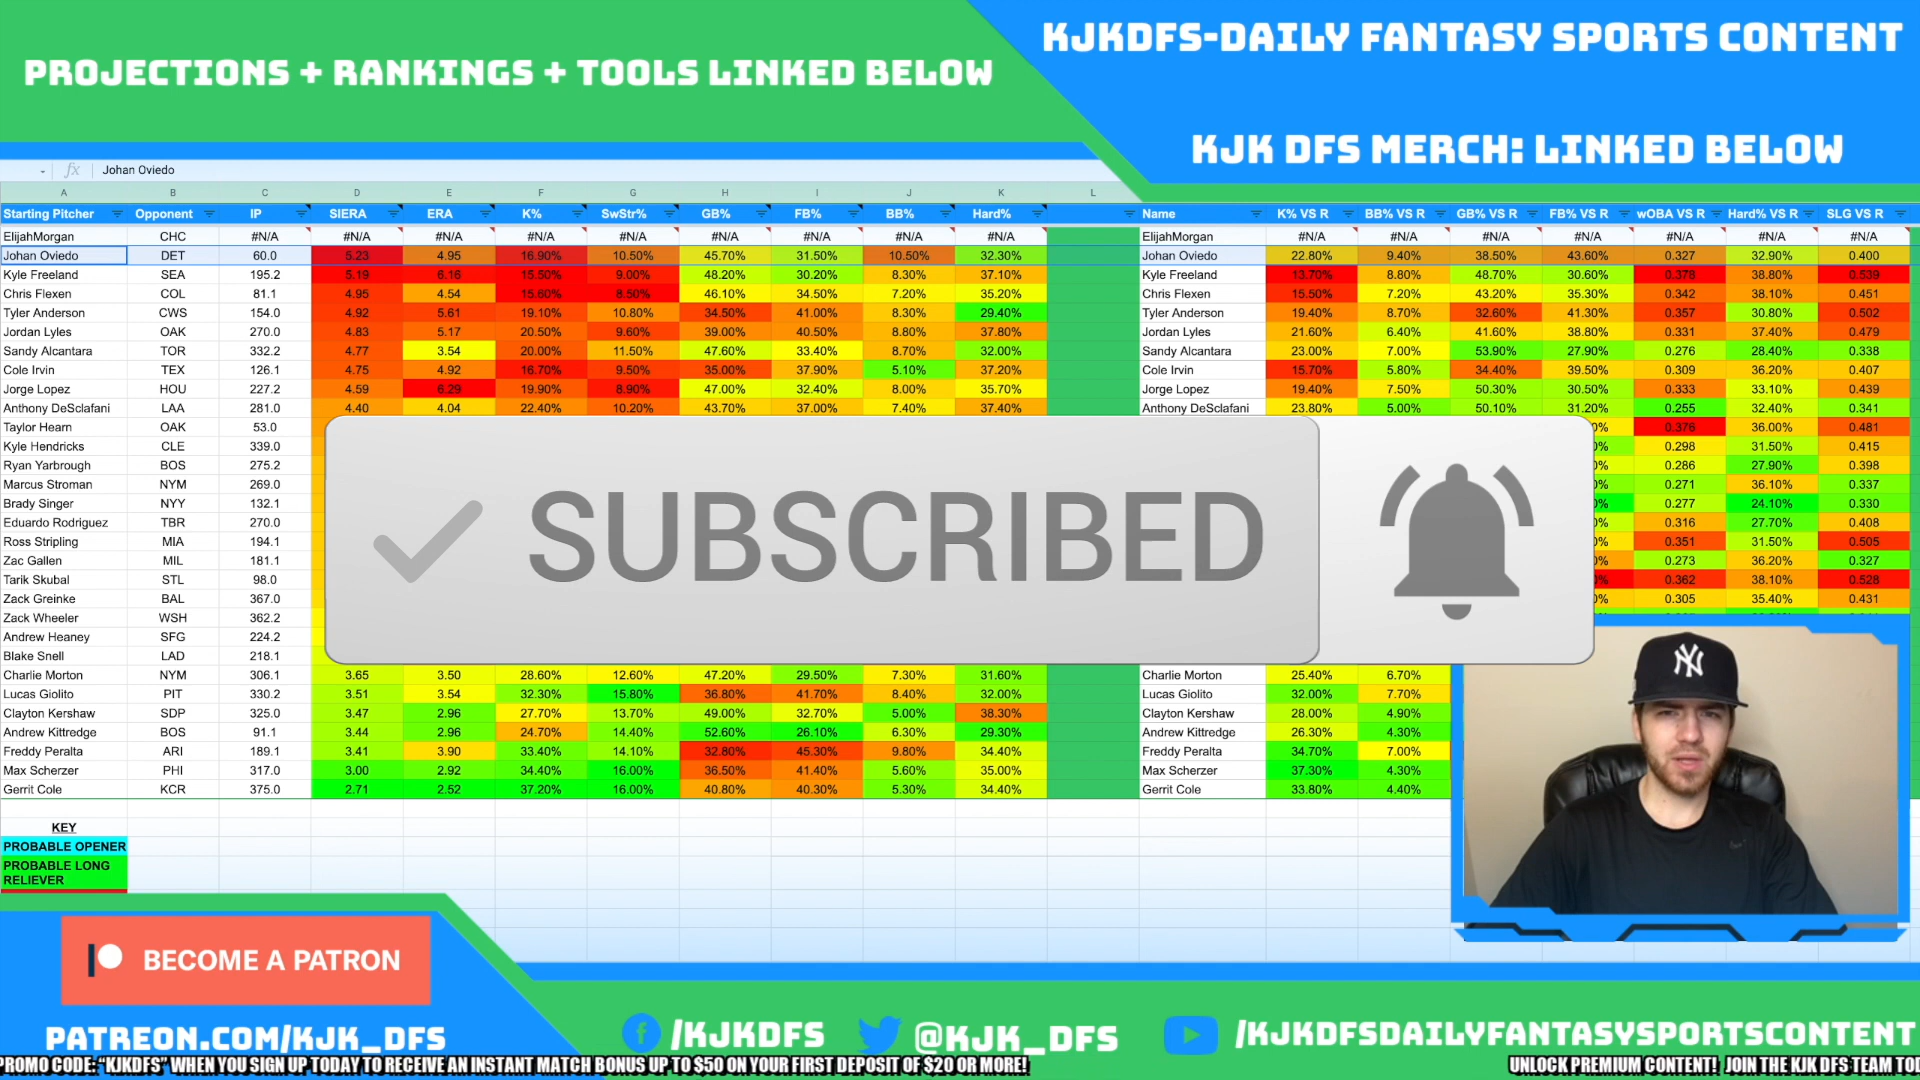 PROJECTIONS + RANKINGS + TOOLS LINKED BELOW
KJKDFS-DAILY FANTASY SPORTS CONTENT
KJK DFS MERCH: LINKED BELOW
fx Johan Oviedo
A B C D E F G H I J K L
Starting Pitcher Opponent IP SIERA ERA K% SwStr% GB% FB% BB% Hard% Name K% VS R BB% VS R GB% VS R FB% VS R wOBA VS R Hard% VS R SLG VS R
ElijahMorgan CHC #N/A #N/A #N/A #N/A #N/A #N/A #N/A #N/A #N/A ElijahMorgan #N/A #N/A #N/A #N/A #N/A #N/A #N/A
Johan Oviedo DET 60.0 5.23 4.95 16.90% 10.50% 45.70% 31.50% 10.50% 32.30% Johan Oviedo 22.80% 9.40% 38.50% 43.60% 0.327 32.90% 0.400
Kyle Freeland SEA 195.2 5.19 6.16 15.50% 9.00% 48.20% 30.20% 8.30% 37.10% Kyle Freeland 13.70% 8.80% 48.70% 30.60% 0.378 38.80% 0.539
Chris Flexen COL 81.1 4.95 4.54 15.60% 8.50% 46.10% 34.50% 7.20% 35.20% Chris Flexen 15.50% 7.20% 43.20% 35.30% 0.342 38.10% 0.451
Tyler Anderson CWS 154.0 4.92 5.61 19.10% 10.80% 34.50% 41.00% 8.30% 29.40% Tyler Anderson 19.40% 8.70% 32.60% 41.30% 0.357 30.80% 0.502
Jordan Lyles OAK 270.0 4.83 5.17 20.50% 9.60% 39.00% 40.50% 8.80% 37.80% Jordan Lyles 21.60% 6.40% 41.60% 38.80% 0.331 37.40% 0.479
Sandy Alcantara TOR 332.2 4.77 3.54 20.00% 11.50% 47.60% 33.40% 8.70% 32.00% Sandy Alcantara 23.00% 7.00% 53.90% 27.90% 0.276 28.40% 0.338
Cole Irvin TEX 126.1 4.75 4.92 16.70% 9.50% 35.00% 37.90% 5.10% 37.20% Cole Irvin 15.70% 5.80% 34.40% 39.50% 0.309 36.20% 0.407
Jorge Lopez HOU 227.2 4.59 6.29 19.90% 8.90% 47.00% 32.40% 8.00% 35.70% Jorge Lopez 19.40% 7.50% 50.30% 30.50% 0.333 33.10% 0.439
Anthony DeSclafani LAA 281.0 4.40 4.04 22.40% 10.20% 43.70% 37.00% 7.40% 37.40% Anthony DeSclafani 23.80% 5.00% 50.10% 31.20% 0.255 32.40% 0.341
Taylor Hearn OAK 53.0 0% 0.376 36.00% 0.481
Kyle Hendricks CLE 339.0 0% 0.298 31.50% 0.415
Ryan Yarbrough BOS 275.2 0% 0.286 27.90% 0.398
Marcus Stroman NYM 269.0 0% 0.271 36.10% 0.337
Brady Singer NYY 132.1 0% 0.277 24.10% 0.330
Eduardo Rodriguez TBR 270.0 0% 0.316 27.70% 0.408
Ross Stripling MIA 194.1 0% 0.351 31.50% 0.505
Zac Gallen MIL 181.1 0% 0.273 36.20% 0.327
Tarik Skubal STL 98.0 0% 0.362 38.10% 0.528
Zack Greinke BAL 367.0 0% 0.305 35.40% 0.431
Zack Wheeler WSH 362.2
Andrew Heaney SFG 224.2
Blake Snell LAD 218.1
SUBSCRIBED
Charlie Morton NYM 306.1 3.65 3.50 28.60% 12.60% 47.20% 29.50% 7.30% 31.60% Charlie Morton 25.40% 6.70%
Lucas Giolito PIT 330.2 3.51 3.54 32.30% 15.80% 36.80% 41.70% 8.40% 32.00% Lucas Giolito 32.00% 7.70%
Clayton Kershaw SDP 325.0 3.47 2.96 27.70% 13.70% 49.00% 32.70% 5.00% 38.30% Clayton Kershaw 28.00% 4.90%
Andrew Kittredge BOS 91.1 3.44 2.96 24.70% 14.40% 52.60% 26.10% 6.30% 29.30% Andrew Kittredge 26.30% 4.30%
Freddy Peralta ARI 189.1 3.41 3.90 33.40% 14.10% 32.80% 45.30% 9.80% 34.40% Freddy Peralta 34.70% 7.00%
Max Scherzer PHI 317.0 3.00 2.92 34.40% 16.00% 36.50% 41.40% 5.60% 35.00% Max Scherzer 37.30% 4.30%
Gerrit Cole KCR 375.0 2.71 2.52 37.20% 16.00% 40.80% 40.30% 5.30% 34.40% Gerrit Cole 33.80% 4.40%
KEY
PROBABLE OPENER
PROBABLE LONG
RELIEVER
BECOME A PATRON
PATREON.COM/KJK_DFS
/KJKDFS
@KJK_DFS
/KJKDFSDAILYFANTASYSPORTSCONTENT
PROMO CODE: "KJKDFS" WHEN YOU SIGN UP TODAY TO RECEIVE AN INSTANT MATCH BONUS UP TO $50 ON YOUR FIRST DEPOSIT OF $20 OR MORE! UNLOCK PREMIUM CONTENT! JOIN THE KJK DFS TEAM